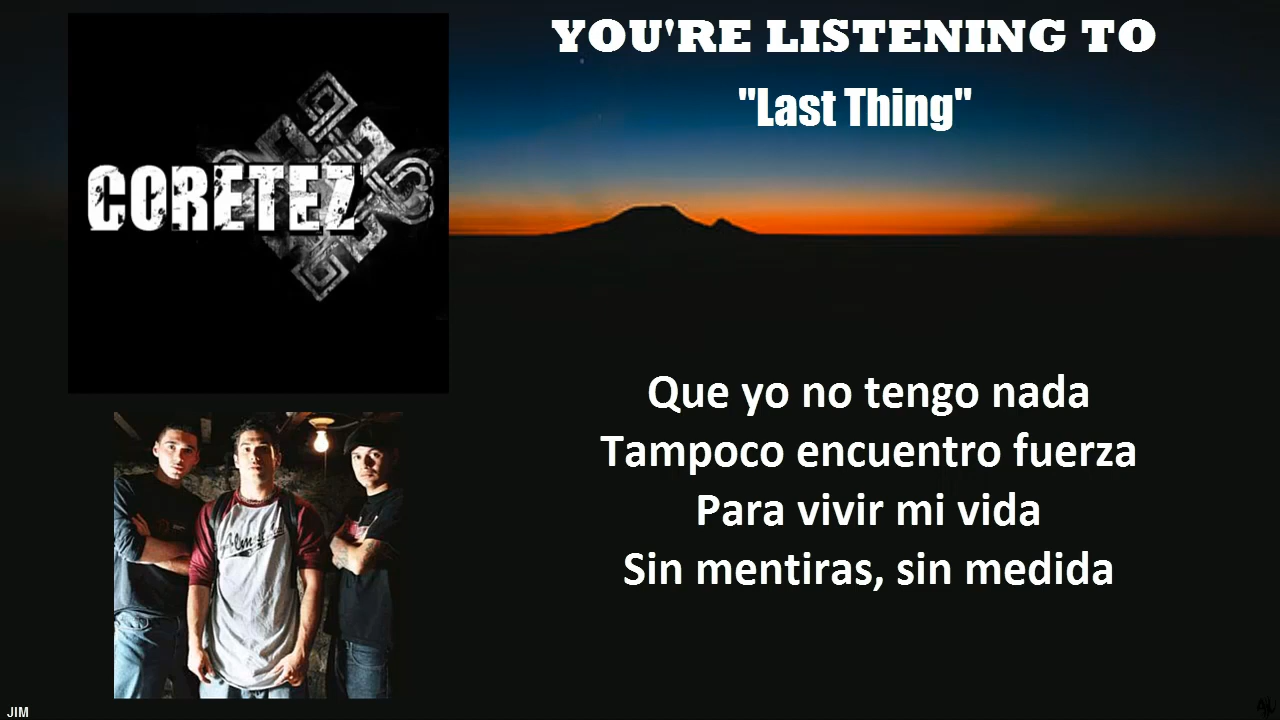 YOU'RE LISTENING TO
"Last Thing"
CORETEZ
Que yo no tengo nada
Tampoco encuentro fuerza
Para vivir mi vida
Sin mentiras, sin medida
JIM